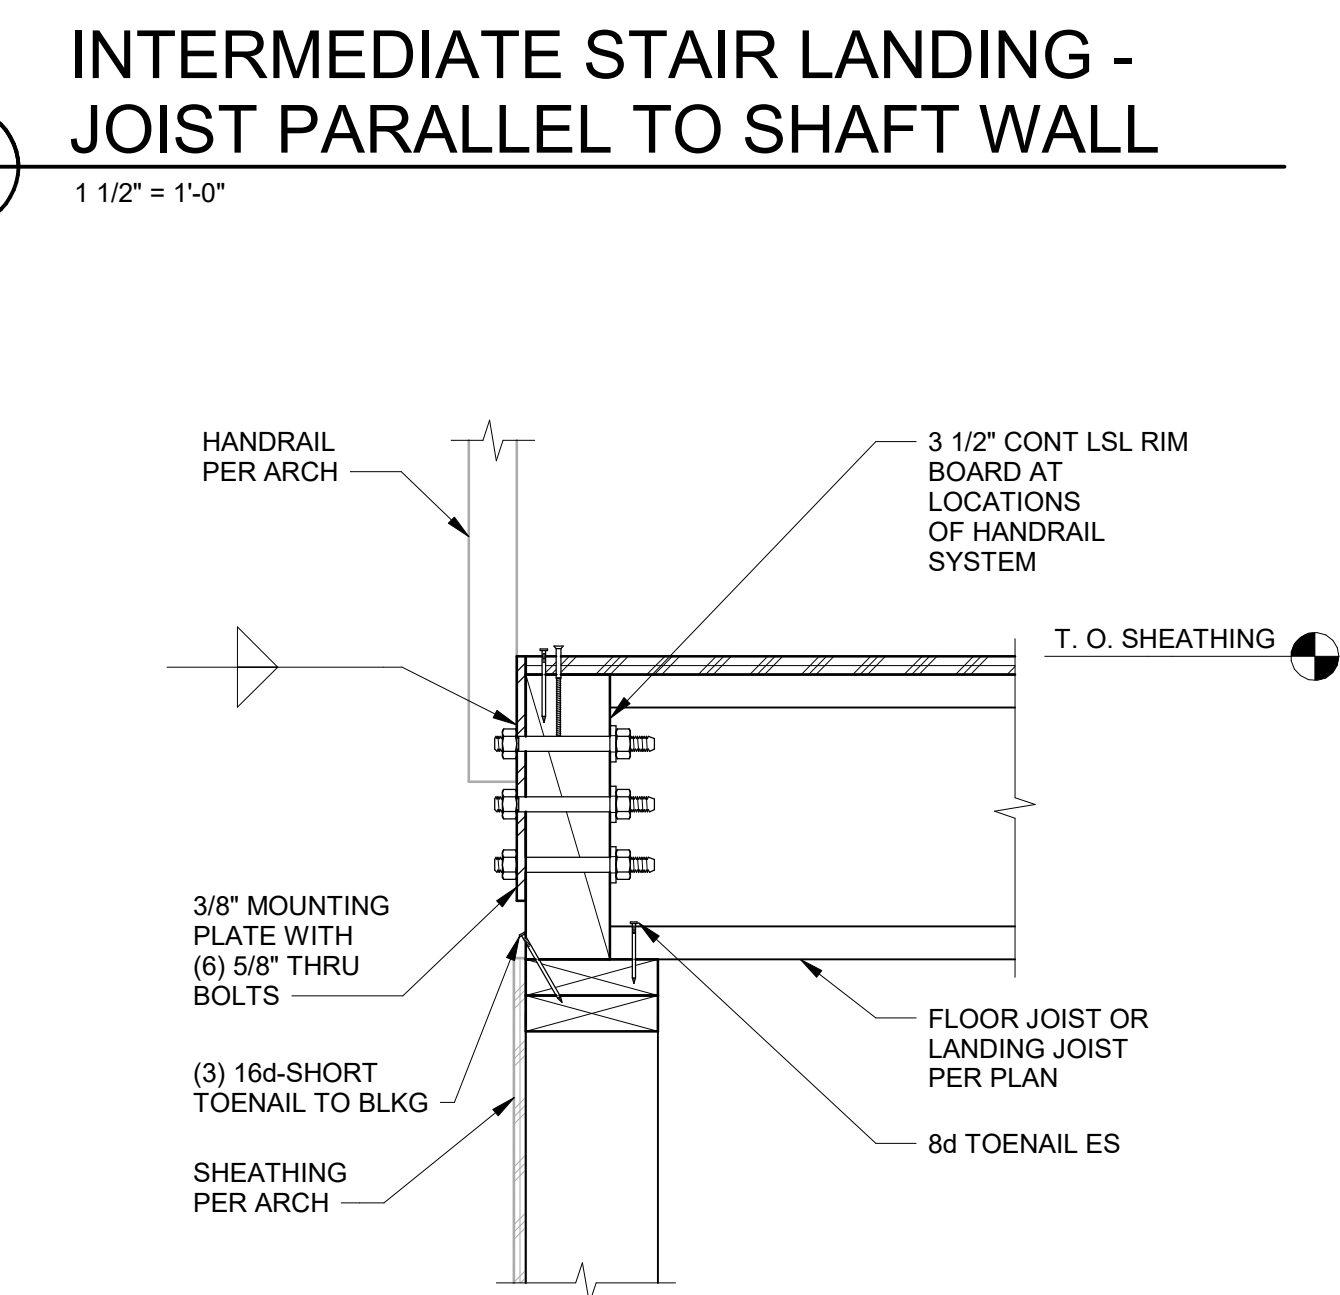 INTERMEDIATE STAIR LANDING -
JOIST PARALLEL TO SHAFT WALL
1 1/2" = 1'-0"
HANDRAIL
PER ARCH
3 1/2" CONT LSL RIM
BOARD AT
LOCATIONS
OF HANDRAIL
SYSTEM
T. O. SHEATHING
3/8" MOUNTING
PLATE WITH
(6) 5/8" THRU
BOLTS
(3) 16d-SHORT
TOENAIL TO BLKG
SHEATHING
PER ARCH
FLOOR JOIST OR
LANDING JOIST
PER PLAN
8d TOENAIL ES